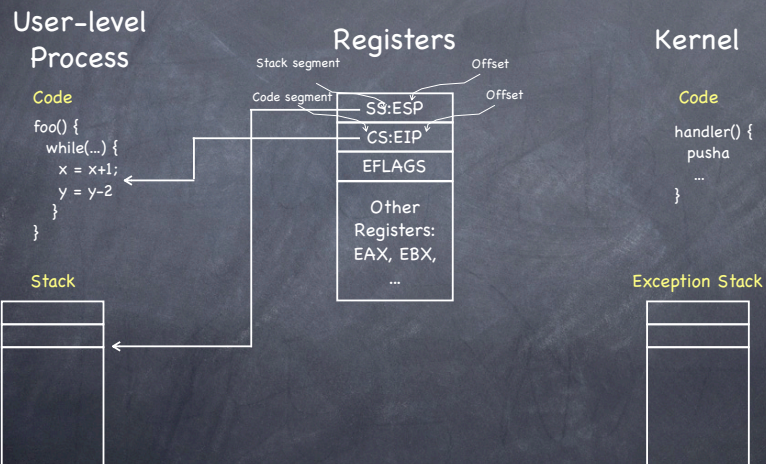 User-level
Process
Code
foo() {
while(...) {
x = x+1;
y = y-2
}
}
Stack
Registers
Stack segment
Offset
Code segment
Offset
SS:ESP
CS:EIP
EFLAGS
Other
Registers:
EAX, EBX,
...
Kernel
Code
handler() {
pusha
...
}
Exception Stack